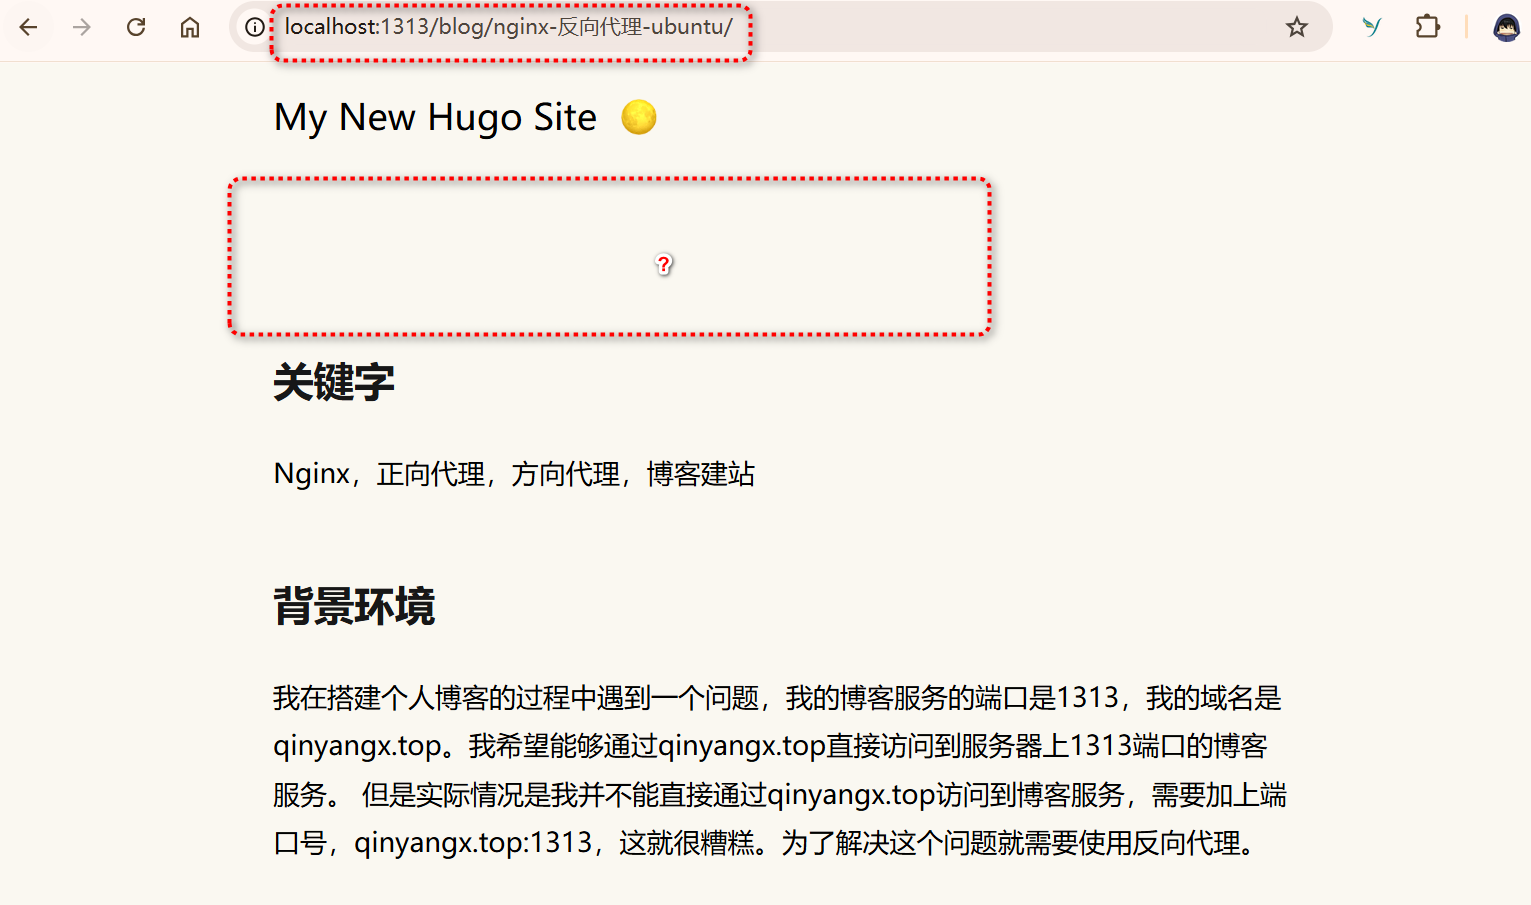 localhost:1313/blog/nginx-反向代理-ubuntu/
My New Hugo Site
?
关键字
Nginx，正向代理，方向代理，博客建站
背景环境
我在搭建个人博客的过程中遇到一个问题，我的博客服务的端口是1313，我的域名是
qinyangx.top。我希望能够通过qinyangx.top直接访问到服务器上1313端口的博客
服务。 但是实际情况是我并不能直接通过qinyangx.top访问到博客服务，需要加上端
口号，qinyangx.top:1313，这就很糟糕。为了解决这个问题就需要使用反向代理。